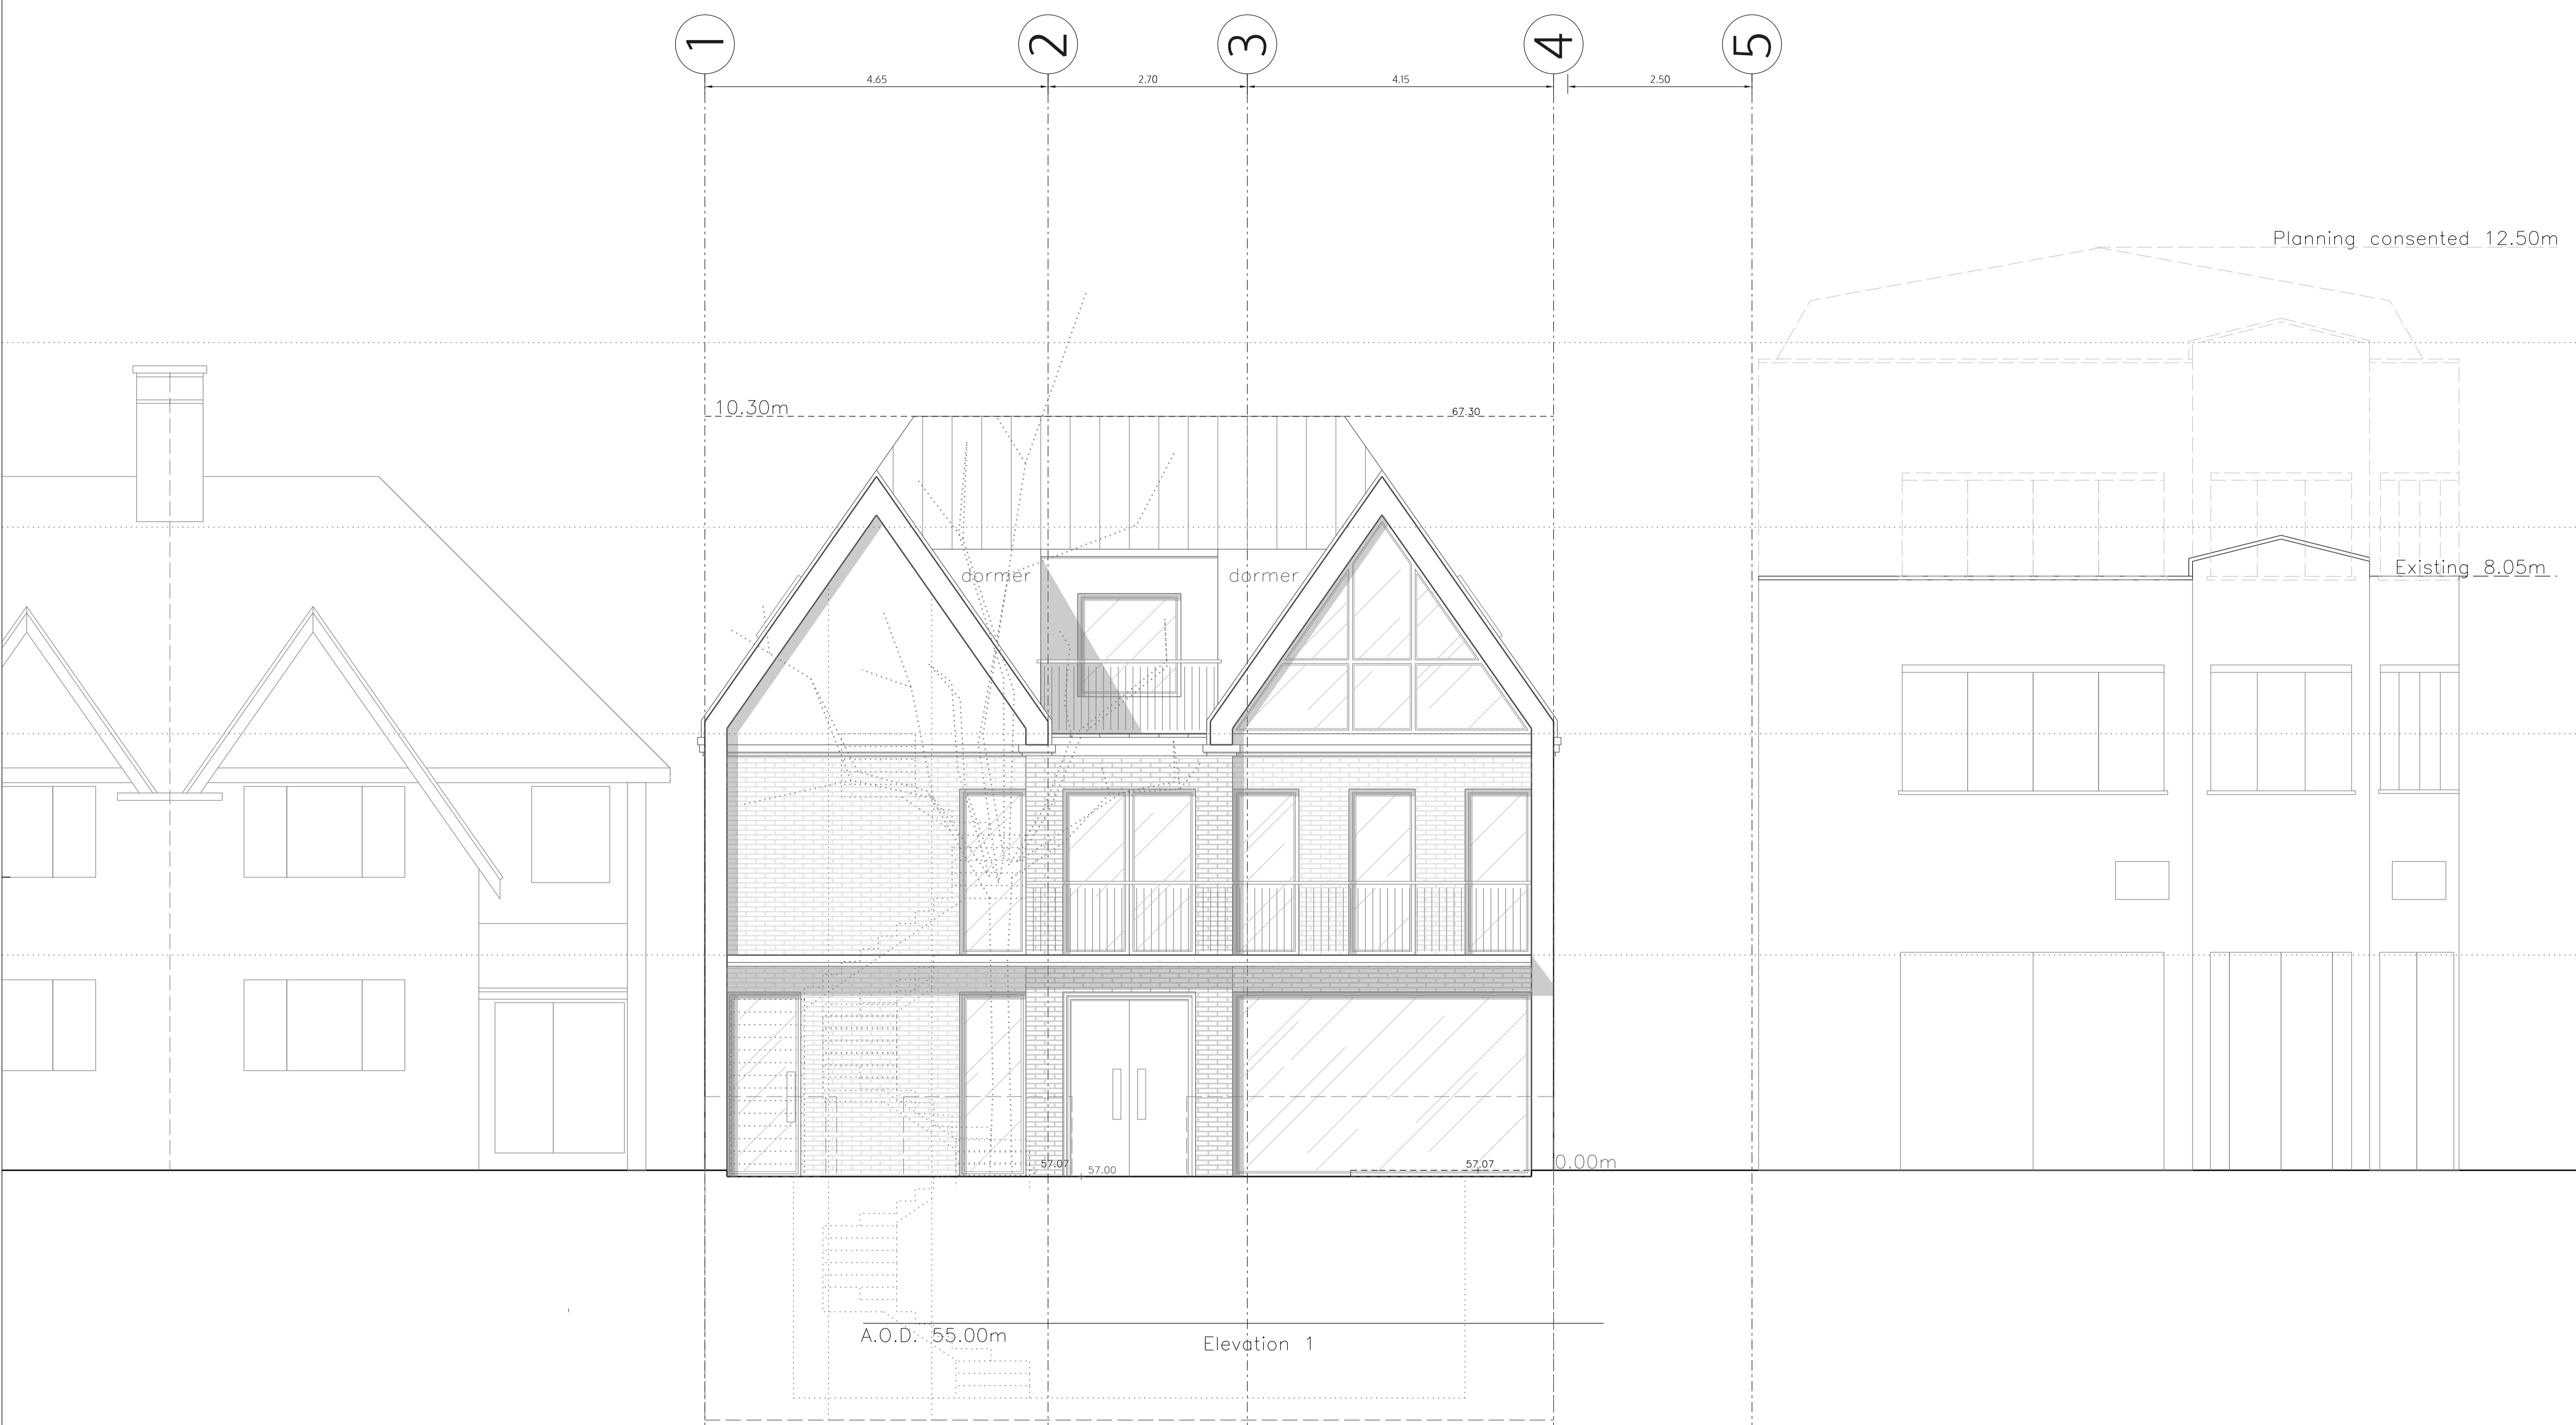 1 2 3 4 5
4.65 2.70 4.15 2.50
Planning consented 12.50m
10.30m 67.30
dormer dormer
Existing 8.05m
57.07 57.00 57.07 0.00m
A.O.D. 55.00m
Elevation 1